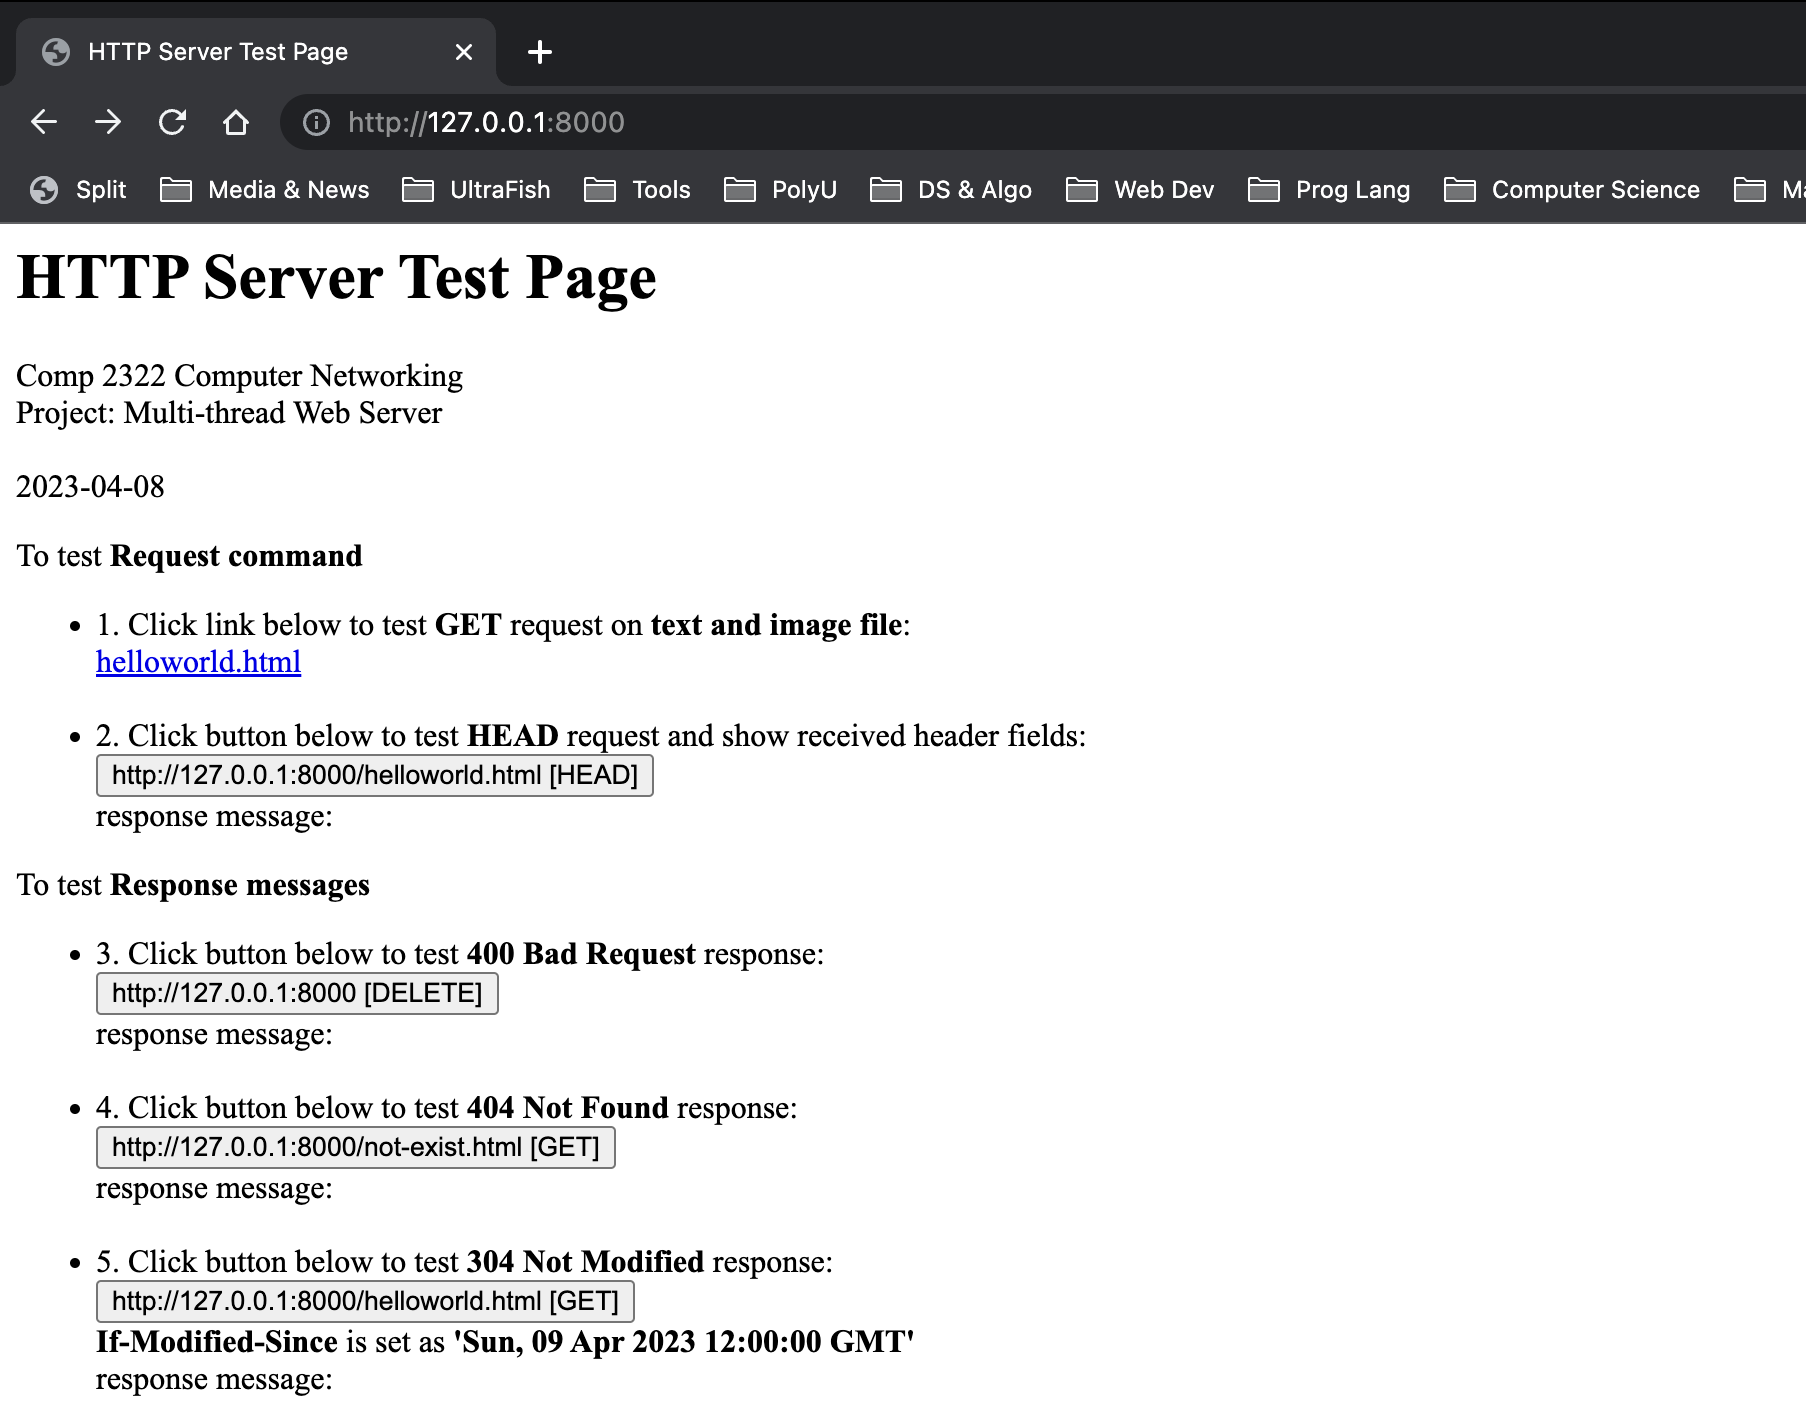 HTTP Server Test Page
http://127.0.0.1:8000
Split Media & News UltraFish Tools PolyU DS & Algo Web Dev Prog Lang Computer Science
HTTP Server Test Page
Comp 2322 Computer Networking
Project: Multi-thread Web Server
2023-04-08
To test Request command
• 1. Click link below to test GET request on text and image file:
helloworld.html
• 2. Click button below to test HEAD request and show received header fields:
http://127.0.0.1:8000/helloworld.html [HEAD]
response message:
To test Response messages
• 3. Click button below to test 400 Bad Request response:
http://127.0.0.1:8000 [DELETE]
response message:
• 4. Click button below to test 404 Not Found response:
http://127.0.0.1:8000/not-exist.html [GET]
response message:
• 5. Click button below to test 304 Not Modified response:
http://127.0.0.1:8000/helloworld.html [GET]
If-Modified-Since is set as 'Sun, 09 Apr 2023 12:00:00 GMT'
response message: